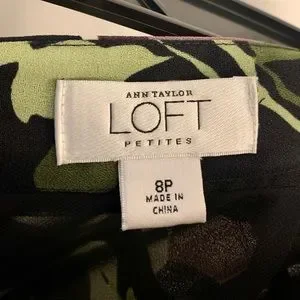 ANN TAYLOR
LOFT
PETITES
8P
MADE IN
CHINA